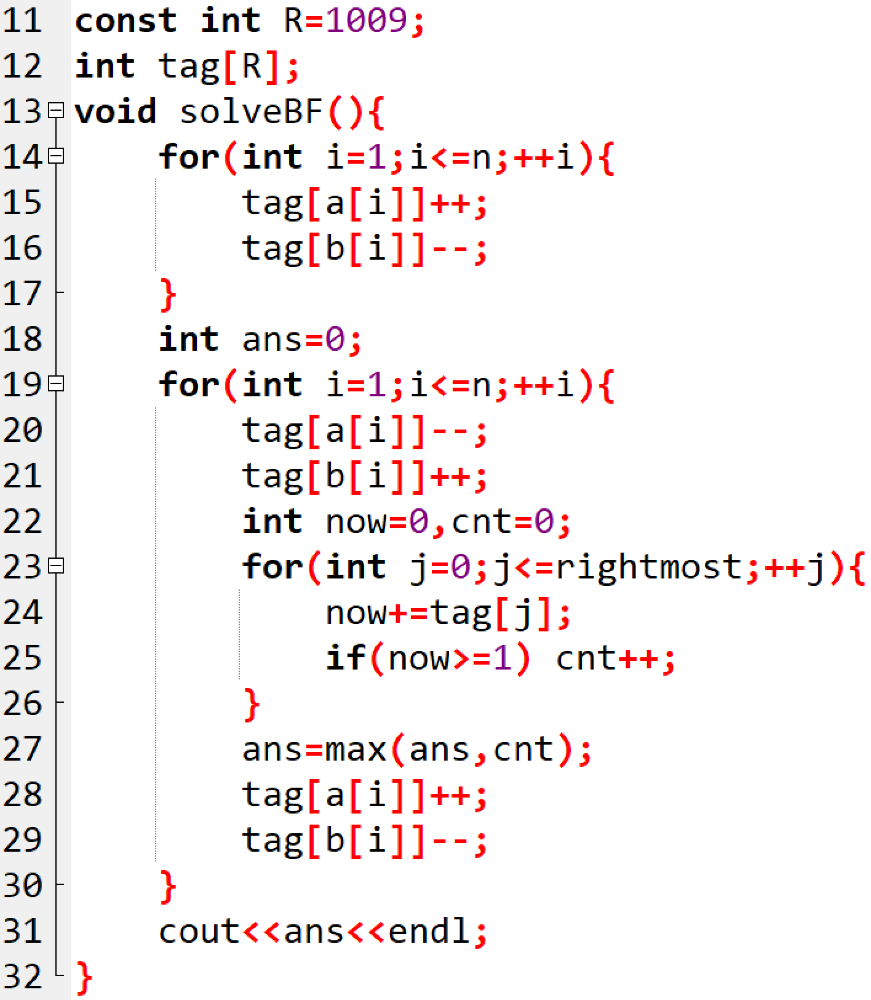 11 const int R=1009;
12 int tag[R];
13 void solveBF(){
14     for(int i=1;i<=n;++i){
15         tag[a[i]]++;
16         tag[b[i]]--;
17     }
18     int ans=0;
19     for(int i=1;i<=n;++i){
20         tag[a[i]]--;
21         tag[b[i]]++;
22         int now=0,cnt=0;
23         for(int j=0;j<=rightmost;++j){
24             now+=tag[j];
25             if(now>=1) cnt++;
26         }
27         ans=max(ans,cnt);
28         tag[a[i]]++;
29         tag[b[i]]--;
30     }
31     cout<<ans<<endl;
32 }